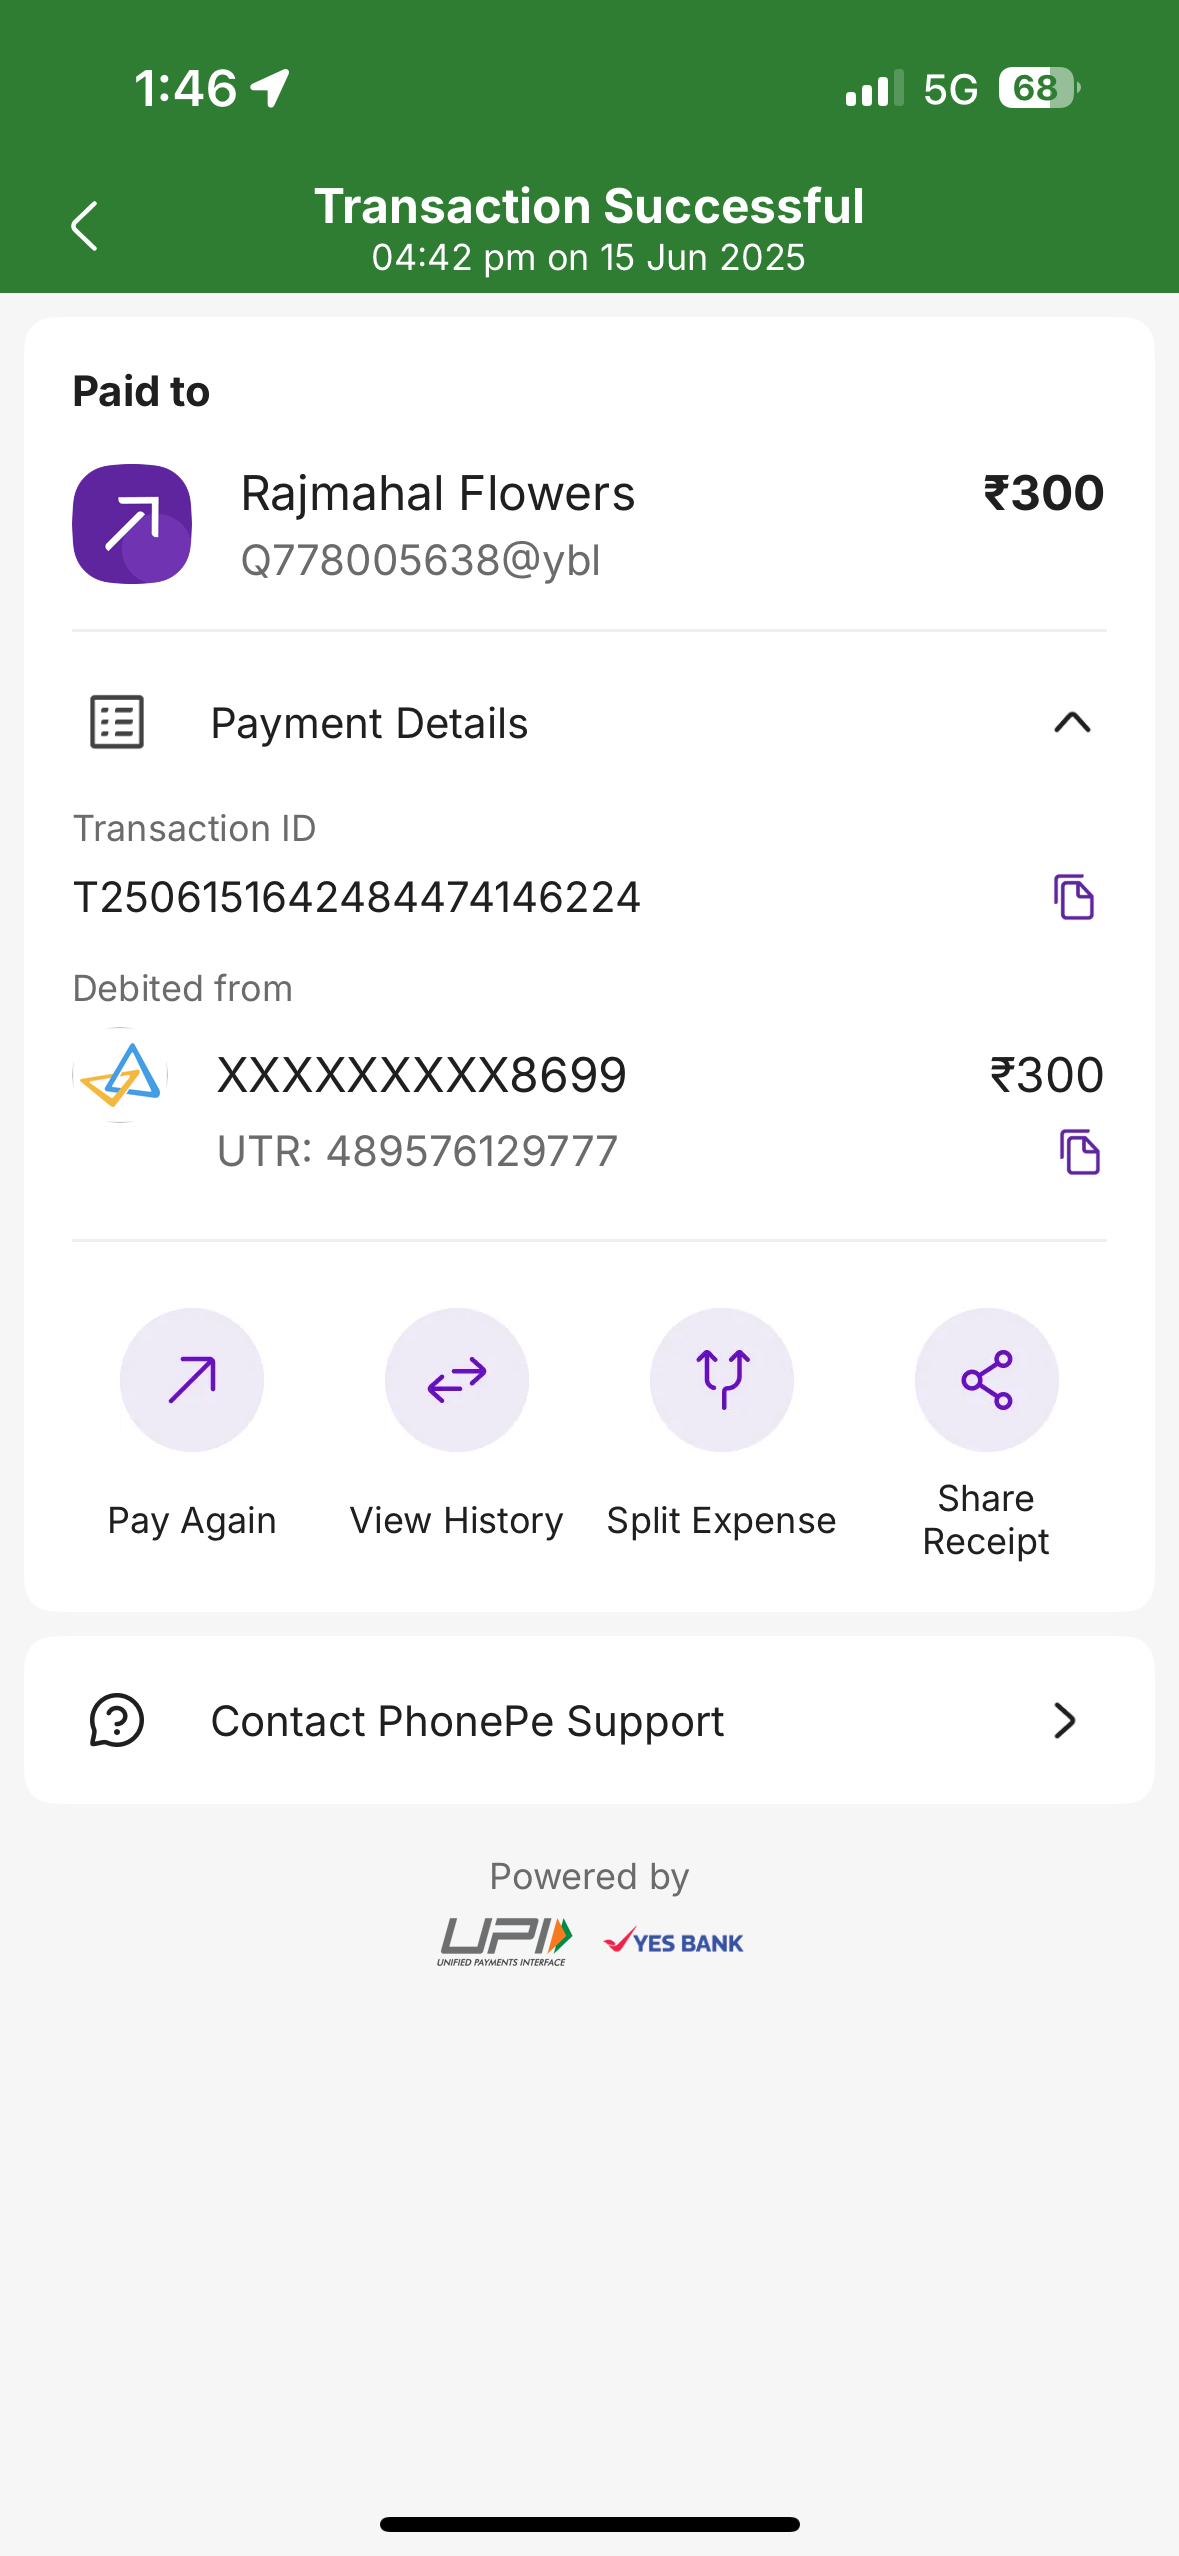 1:46
5G 68
Transaction Successful
04:42 pm on 15 Jun 2025
Paid to
Rajmahal Flowers ₹300
Q778005638@ybl
Payment Details
Transaction ID
T2506151642484474146224
Debited from
XXXXXXXXX8699 ₹300
UTR: 489576129777
Pay Again
View History
Split Expense
Share
Receipt
Contact PhonePe Support
Powered by
UPI
UNIFIED PAYMENTS INTERFACE
YES BANK